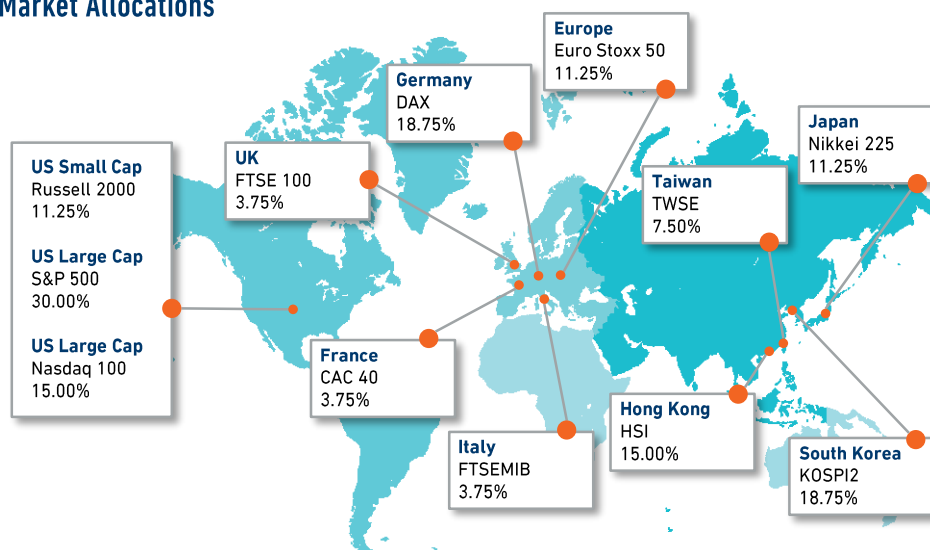 Market Allocations
Europe
Euro Stoxx 50
11.25%
Germany
DAX
18.75%
Japan
Nikkei 225
11.25%
US Small Cap
Russell 2000
11.25%
US Large Cap
S&P 500
30.00%
US Large Cap
Nasdaq 100
15.00%
UK
FTSE 100
3.75%
Taiwan
TWSE
7.50%
France
CAC 40
3.75%
Hong Kong
HSI
15.00%
Italy
FTSEMIB
3.75%
South Korea
KOSPI2
18.75%